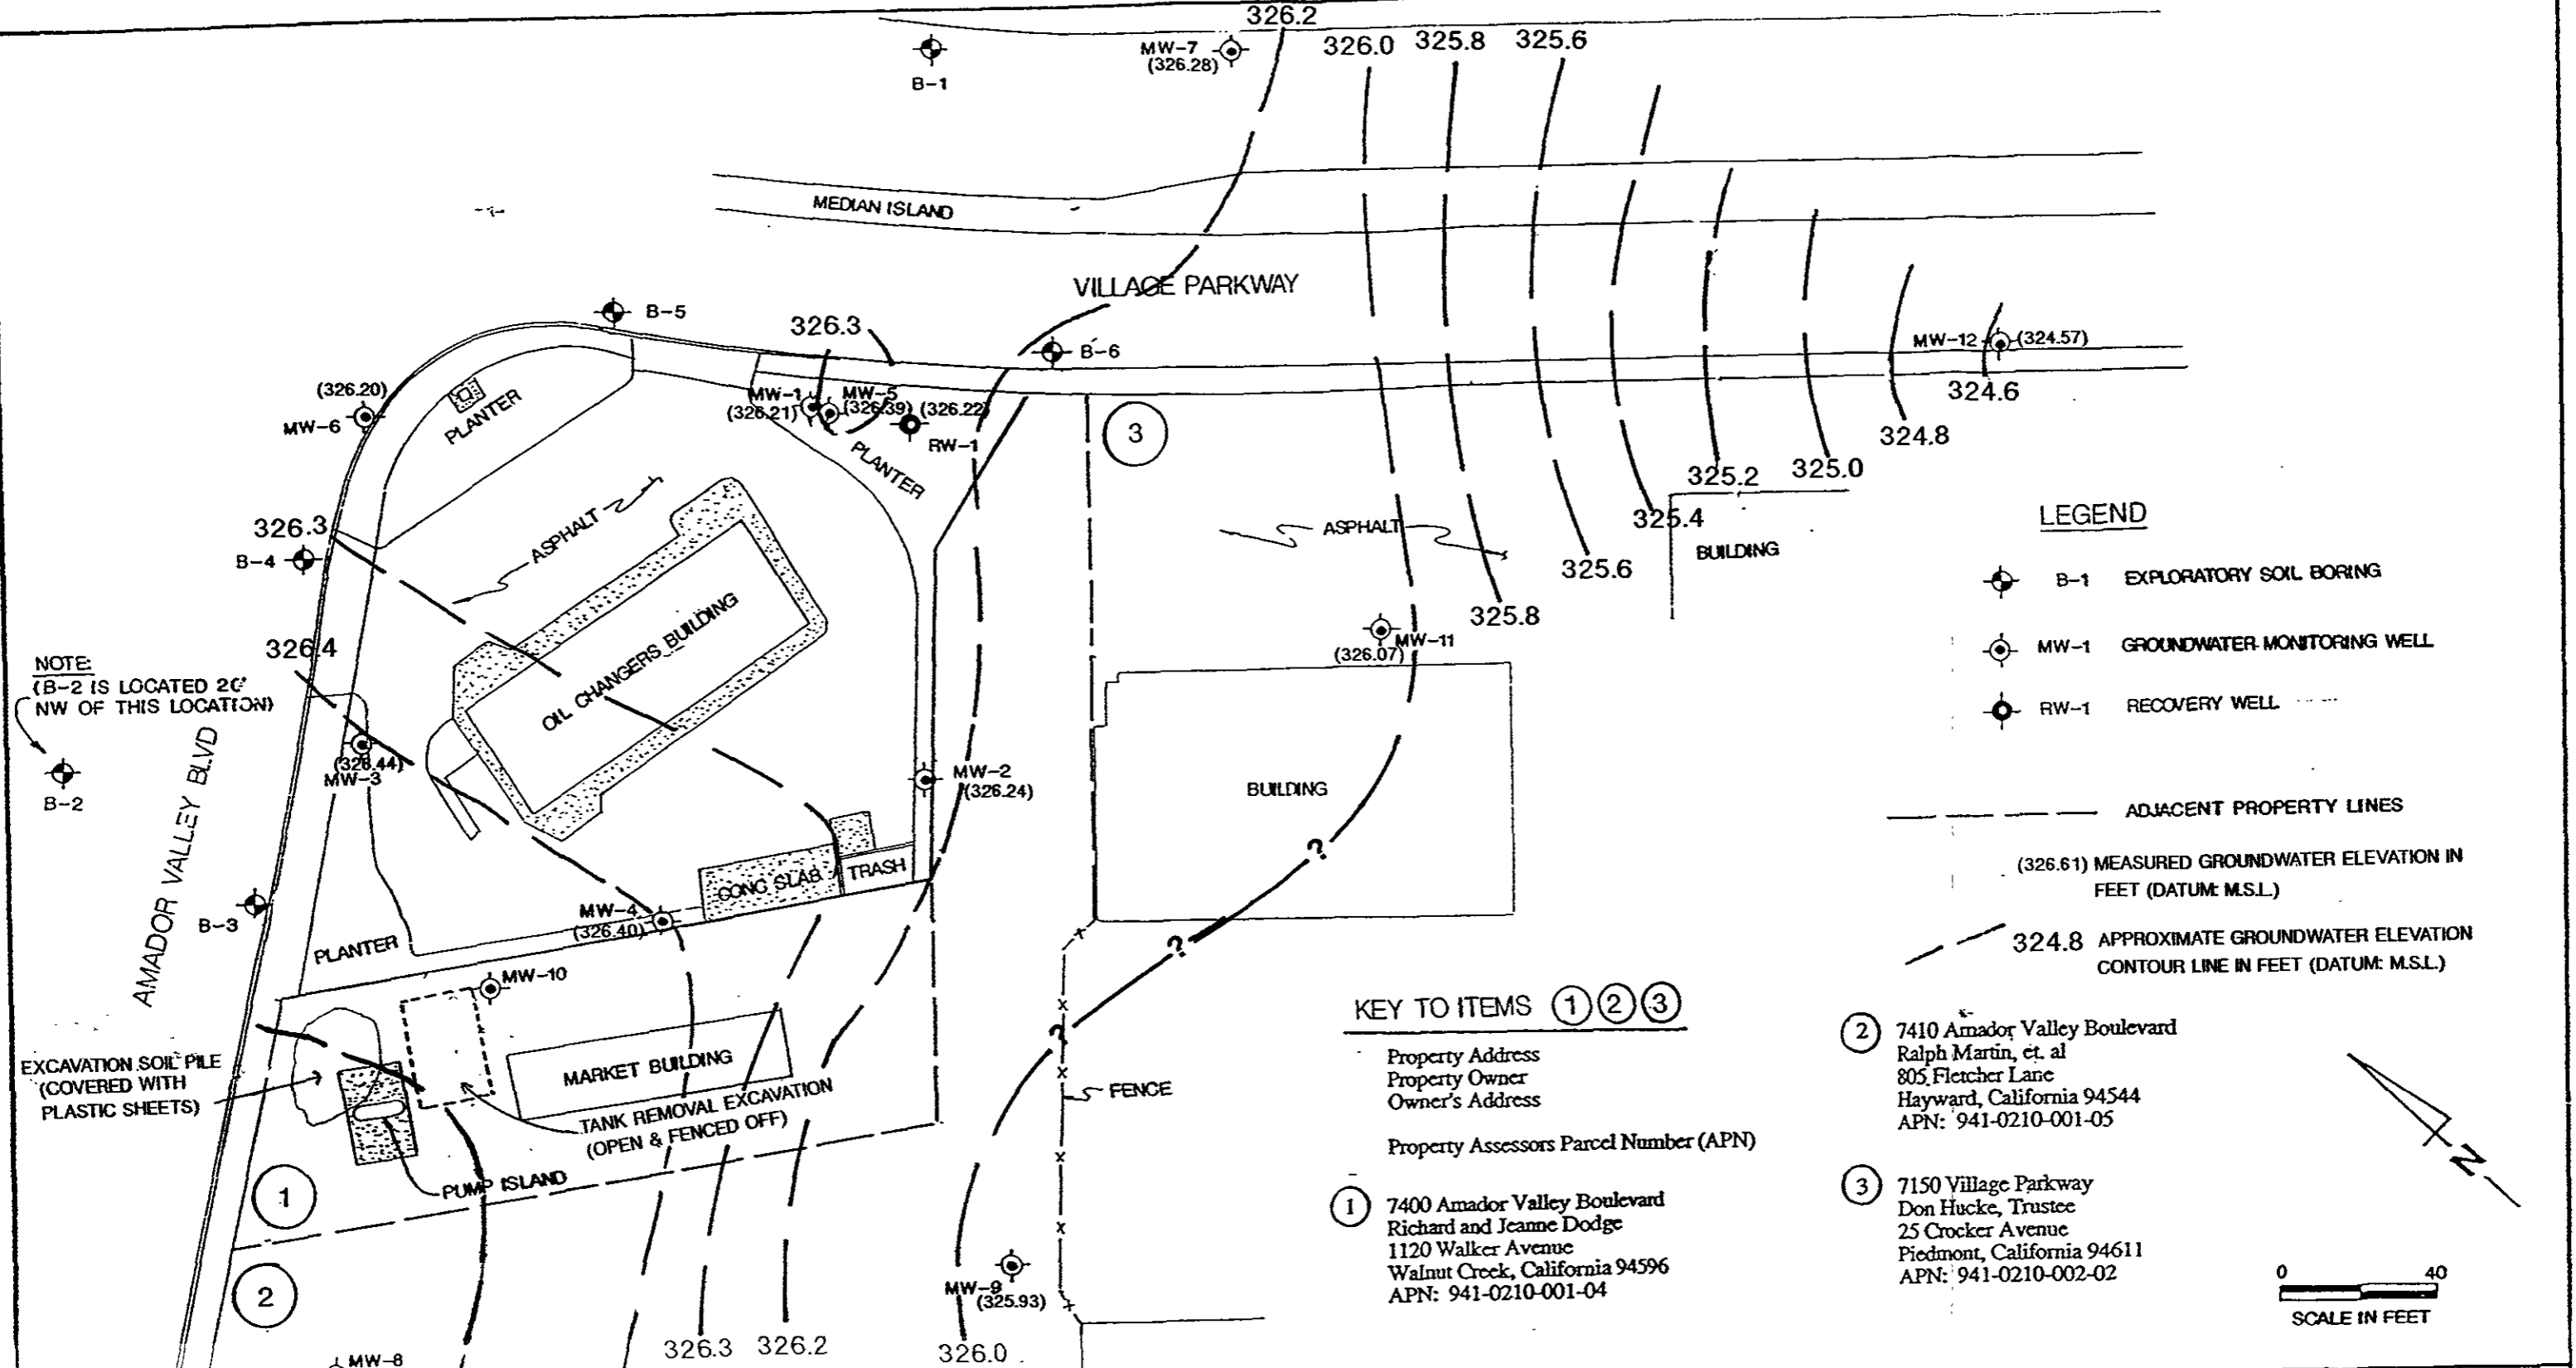 326.2
326.0 325.8 325.6
MW-7
(326.28)
B-1
MEDIAN ISLAND
VILLAGE PARKWAY
B-5
326.3
B-6
MW-12 (324.57)
324.6
324.8
(326.20)
MW-6
PLANTER
MW-1
(326.21)
MW-5
(326.39)
(326.22)
RW-1
PLANTER
3
325.2 325.0
325.4
325.6
325.8
326.3
B-4
ASPHALT
ASPHALT
BUILDING
LEGEND
B-1 EXPLORATORY SOIL BORING
MW-1 GROUNDWATER MONITORING WELL
RW-1 RECOVERY WELL
ADJACENT PROPERTY LINES
(326.61) MEASURED GROUNDWATER ELEVATION IN
FEET (DATUM: M.S.L.)
324.8 APPROXIMATE GROUNDWATER ELEVATION
CONTOUR LINE IN FEET (DATUM: M.S.L.)
326.4
NOTE:
(B-2 IS LOCATED 20'
NW OF THIS LOCATION)
B-2
AMADOR VALLEY BLVD
OIL CHANGERS BUILDING
(326.44)
MW-3
MW-11
(326.07)
MW-2
(326.24)
BUILDING
?
?
?
CONC SLAB
TRASH
MW-4
(326.40)
B-3
PLANTER
MW-10
EXCAVATION SOIL PILE
(COVERED WITH
PLASTIC SHEETS)
MARKET BUILDING
TANK REMOVAL EXCAVATION
(OPEN & FENCED OFF)
PUMP ISLAND
FENCE
1
2
MW-8
MW-9
(325.93)
326.3 326.2 326.0
KEY TO ITEMS 1 2 3
Property Address
Property Owner
Owner's Address
Property Assessors Parcel Number (APN)
1 7400 Amador Valley Boulevard
Richard and Jeanne Dodge
1120 Walker Avenue
Walnut Creek, California 94596
APN: 941-0210-001-04
2 7410 Amador Valley Boulevard
Ralph Martin, et. al
805 Fletcher Lane
Hayward, California 94544
APN: 941-0210-001-05
3 7150 Village Parkway
Don Hucke, Trustee
25 Crocker Avenue
Piedmont, California 94611
APN: 941-0210-002-02
N
0 40
SCALE IN FEET